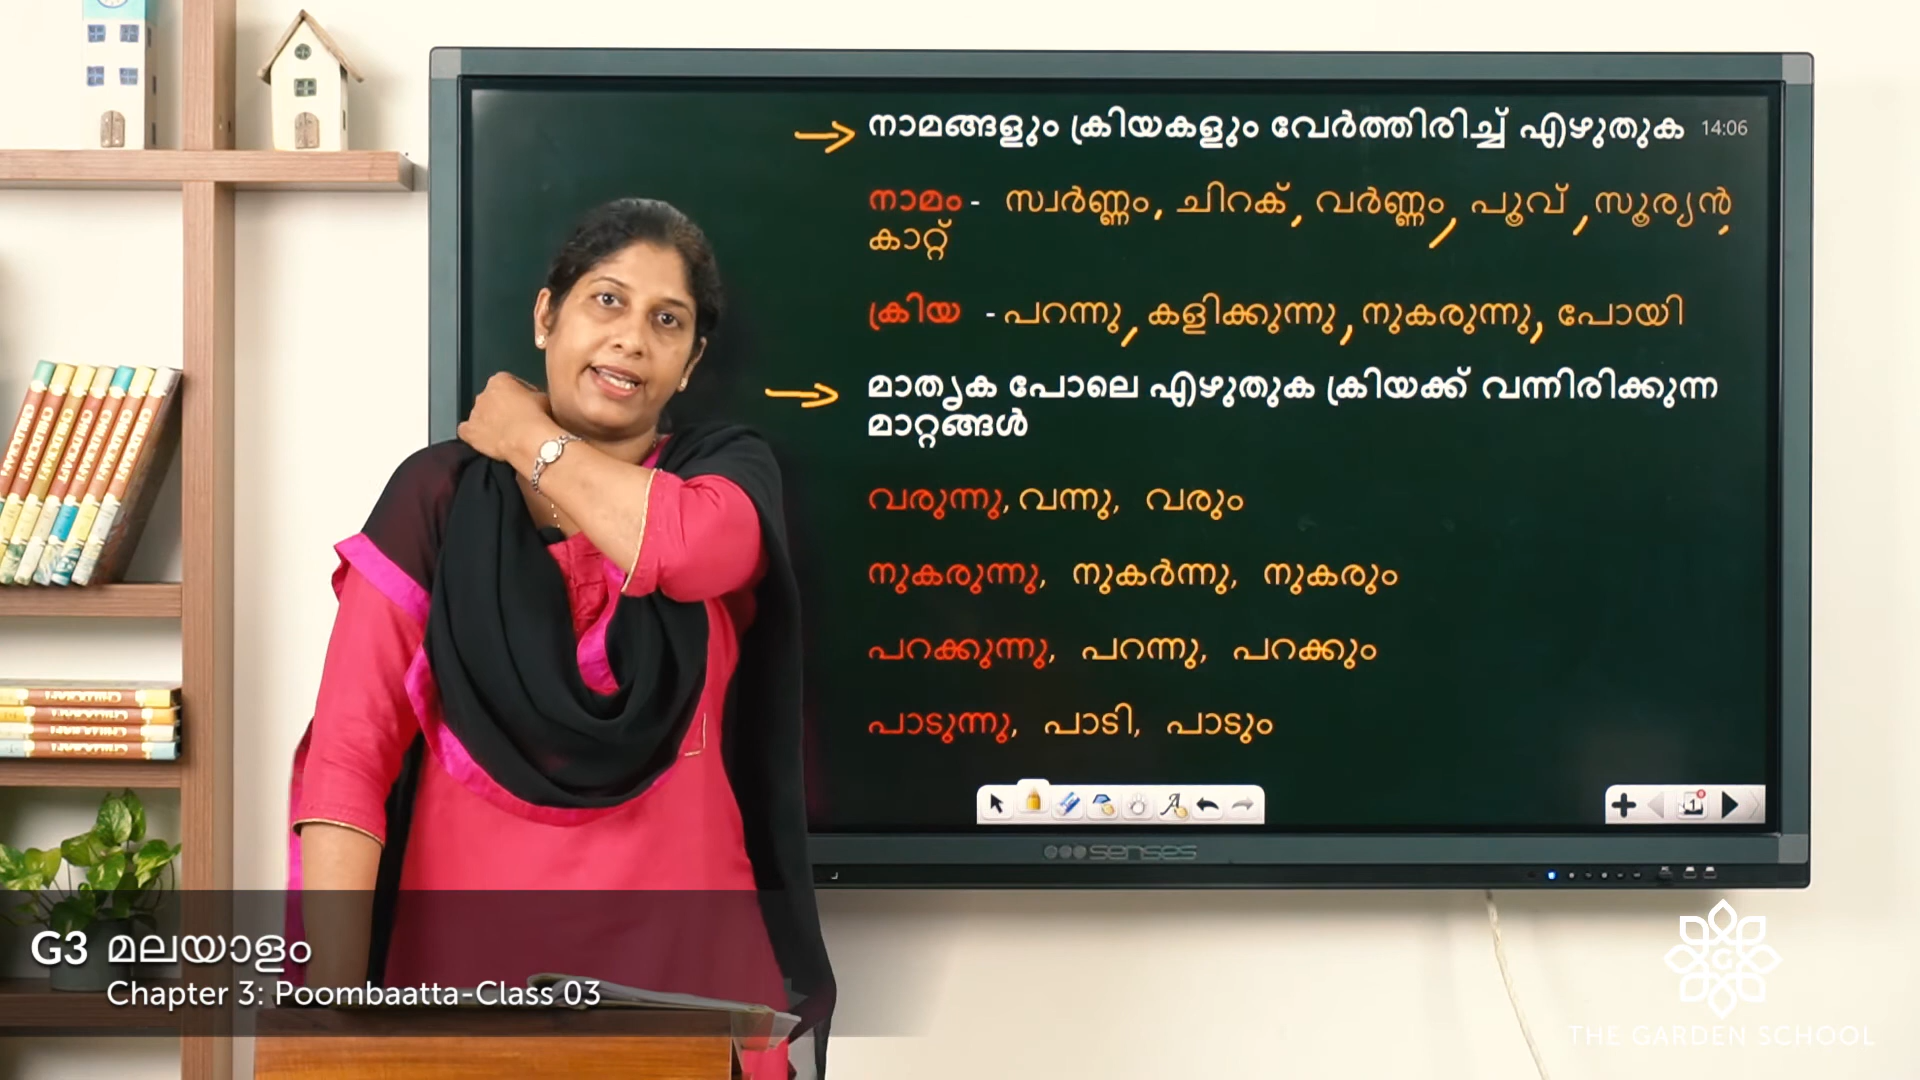 നാമങ്ങളും ക്രിയകളും വേർത്തിരിച്ച് എഴുതുക 14:06
നാമം - സ്വർണ്ണം, ചിറക്, വർണ്ണം, പൂവ്, സൂര്യൻ,
കാറ്റ്
ക്രിയ - പറന്നു, കളിക്കുന്നു, നുകരുന്നു, പോയി
മാതൃക പോലെ എഴുതുക ക്രിയക്ക് വന്നിരിക്കുന്ന
മാറ്റങ്ങൾ
വരുന്നു, വന്നു, വരും
നുകരുന്നു, നുകർന്നു, നുകരും
പറക്കുന്നു, പറന്നു, പറക്കും
പാടുന്നു, പാടി, പാടും
senses
G3 മലയാളം
Chapter 3: Poombaatta-Class 03
G
THE GARDEN SCHOOL